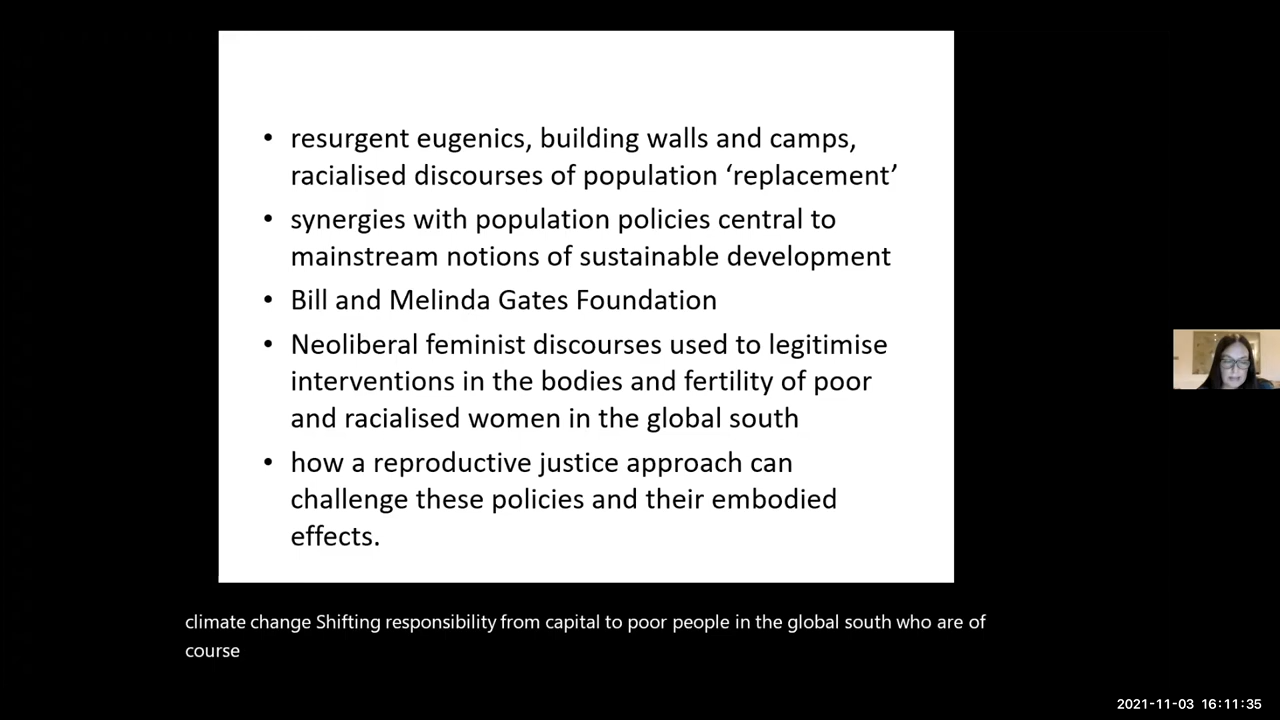 • resurgent eugenics, building walls and camps,
racialised discourses of population ‘replacement’
• synergies with population policies central to
mainstream notions of sustainable development
• Bill and Melinda Gates Foundation
• Neoliberal feminist discourses used to legitimise
interventions in the bodies and fertility of poor
and racialised women in the global south
• how a reproductive justice approach can
challenge these policies and their embodied
effects.
climate change Shifting responsibility from capital to poor people in the global south who are of
course
2021-11-03 16:11:35